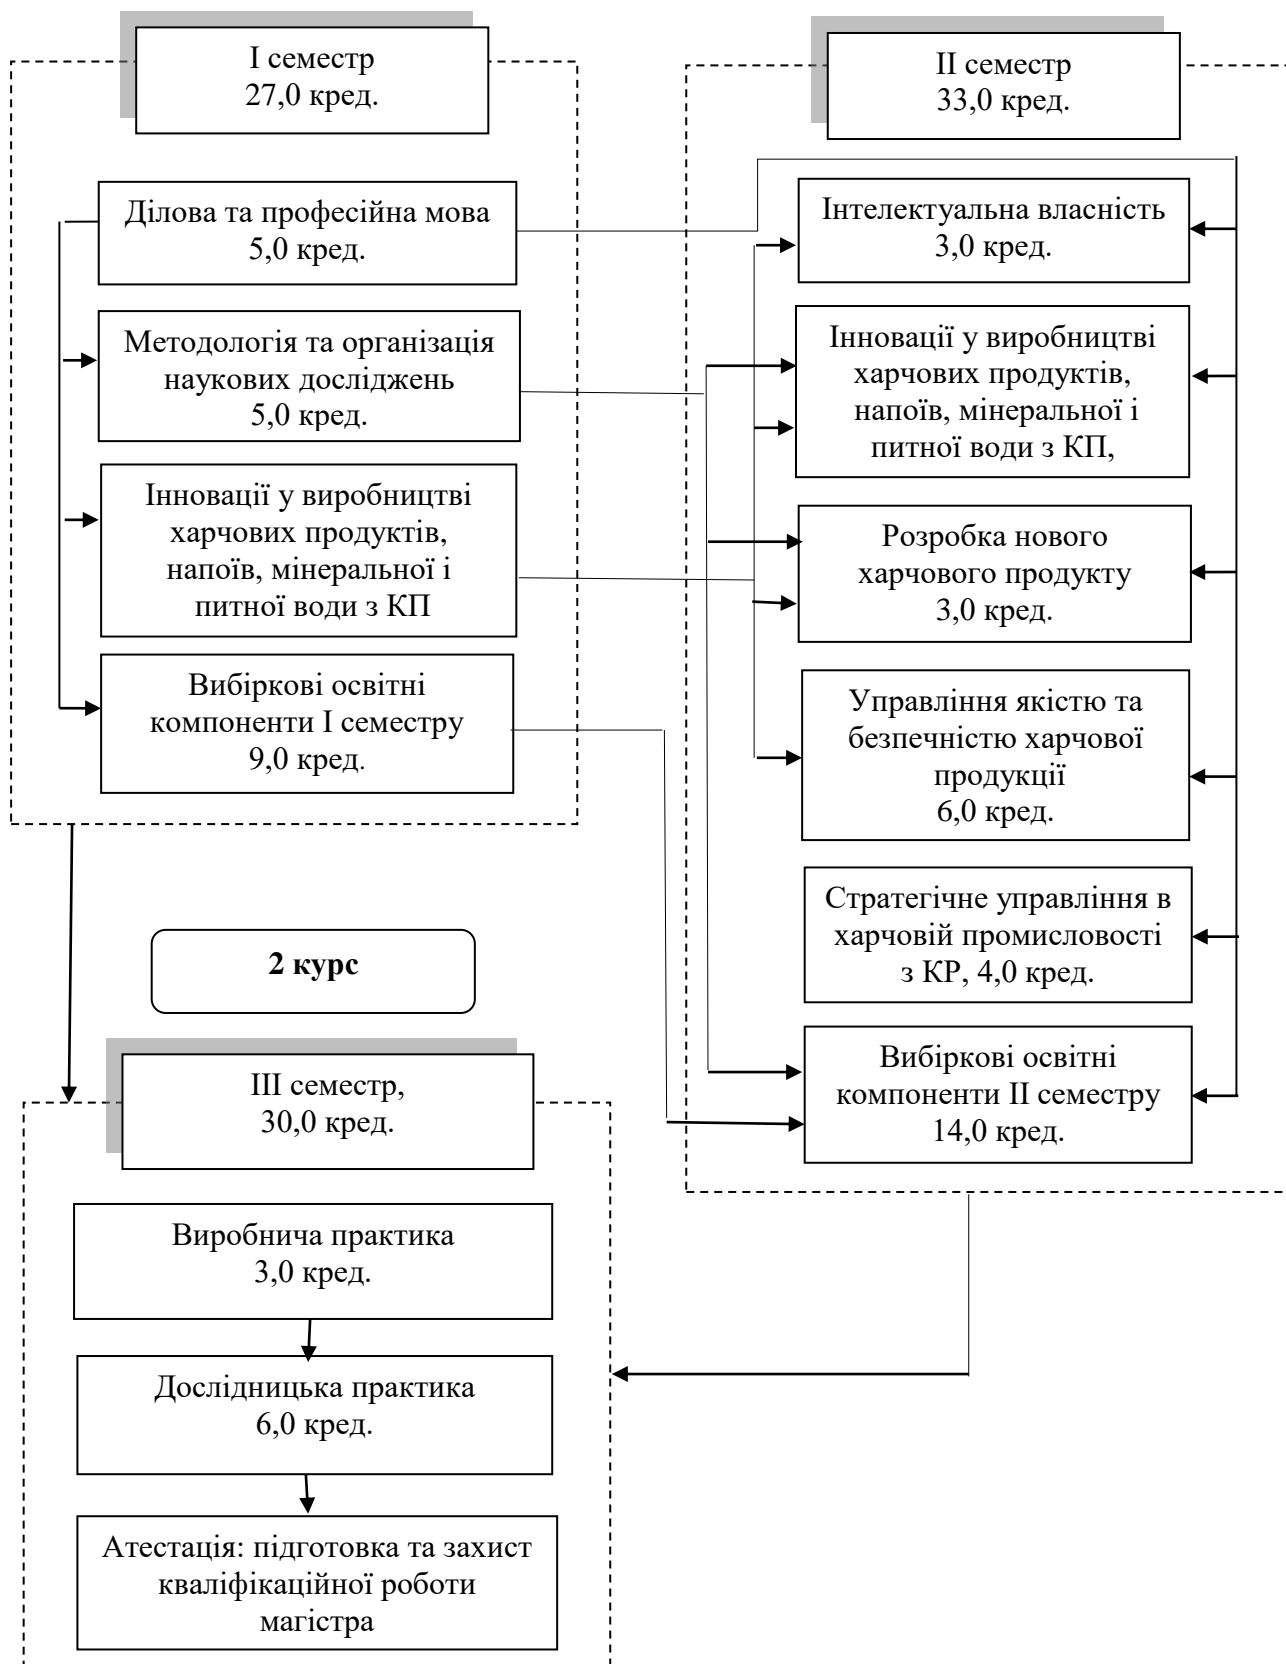 І семестр
27,0 кред.
Ділова та професійна мова
5,0 кред.
Методологія та організація
наукових досліджень
5,0 кред.
Інновації у виробництві
харчових продуктів,
напоїв, мінеральної і
питної води з КП
Вибіркові освітні
компоненти І семестру
9,0 кред.
ІІ семестр
33,0 кред.
Інтелектуальна власність
3,0 кред.
Інновації у виробництві
харчових продуктів,
напоїв, мінеральної і
питної води з КП,
Розробка нового
харчового продукту
3,0 кред.
Управління якістю та
безпечністю харчової
продукції
6,0 кред.
Стратегічне управління в
харчовій промисловості
з КР, 4,0 кред.
Вибіркові освітні
компоненти ІІ семестру
14,0 кред.
2 курс
ІІІ семестр,
30,0 кред.
Виробнича практика
3,0 кред.
Дослідницька практика
6,0 кред.
Атестація: підготовка та захист
кваліфікаційної роботи
магістра